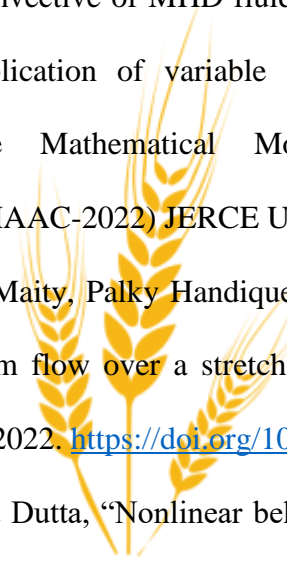 nvective of MHD fluid
plication of variable
e Mathematical Mo
IAAC-2022) JERCE U
Maity, Palky Handique
m flow over a stretch
2022. https://doi.org/10
Dutta, “Nonlinear bel